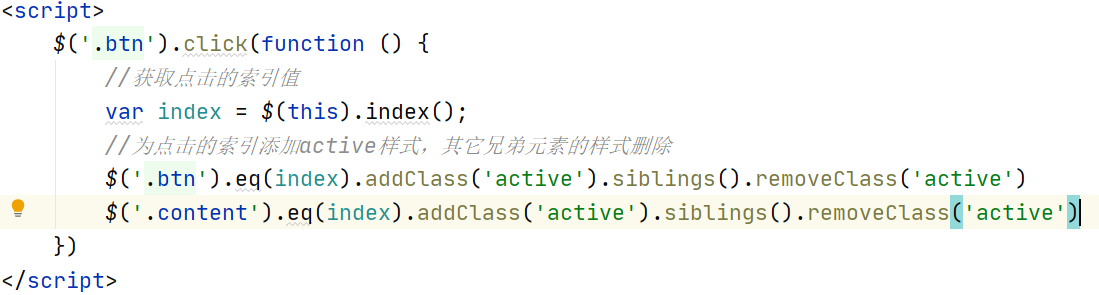 <script>
$('.btn').click(function () {
//获取点击的索引值
var index = $(this).index();
//为点击的索引添加active样式，其它兄弟元素的样式删除
$('.btn').eq(index).addClass('active').siblings().removeClass('active')
$('.content').eq(index).addClass('active').siblings().removeClass('active')
})
</script>